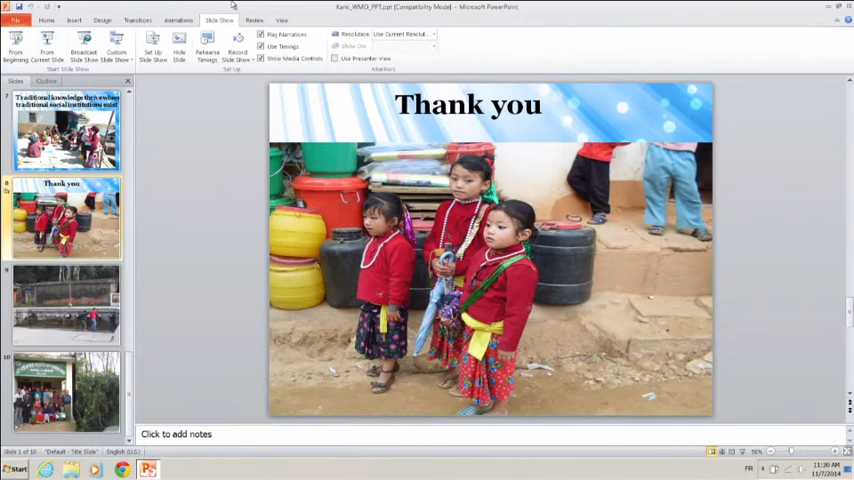 Karki_WMO_PPT.ppt [Compatibility Mode] - Microsoft PowerPoint
File Home Insert Design Transitions Animations Slide Show Review View
From Beginning
From Current Slide
Broadcast Slide Show
Custom Slide Show
Start Slide Show
Set Up Slide Show
Hide Slide
Rehearse Timings
Record Slide Show
Play Narrations
Use Timings
Show Media Controls
Set Up
Resolution: Use Current Resol...
Show On:
Use Presenter View
Monitors
Slides Outline
7
Traditional knowledge thrive when
traditional social institutions exist
8
Thank you
9
10
Thank you
Click to add notes
Slide 1 of 10 "Default - Title Slide" English (U.S.)
58%
Start
FR
11:30 AM
11/7/2014